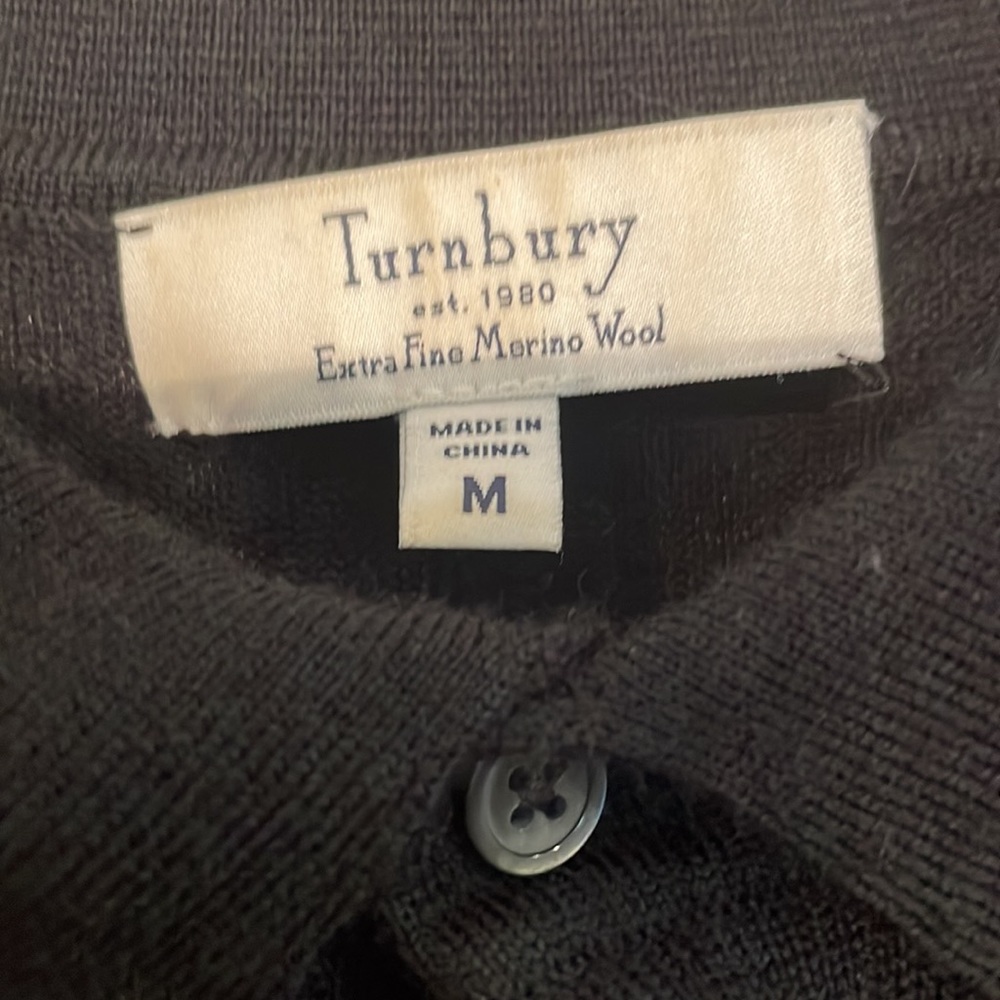 Turnbury
est. 1980
Extra Fine Merino Wool
MADE IN
CHINA
M